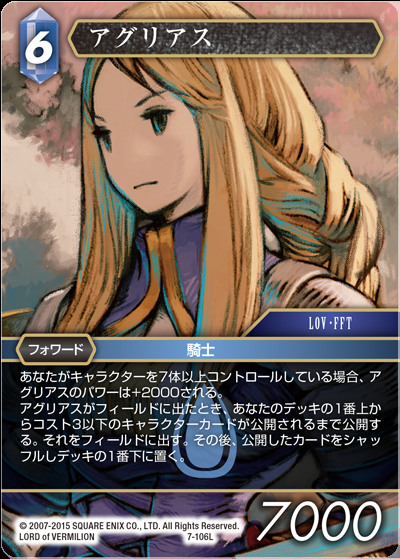 6
アグリアス
LOV・FFT
フォワード
騎士
あなたがキャラクターを7体以上コントロールしている場合、ア
グリアスのパワーは+2000される。
アグリアスがフィールドに出たとき、あなたのデッキの1番上か
らコスト3以下のキャラクターカードが公開されるまで公開す
る。それをフィールドに出す。その後、公開したカードをシャッ
フルしデッキの1番下に置く。
© 2007-2015 SQUARE ENIX CO., LTD. All Rights Reserved.
LORD of VERMILION
7-106L
7000